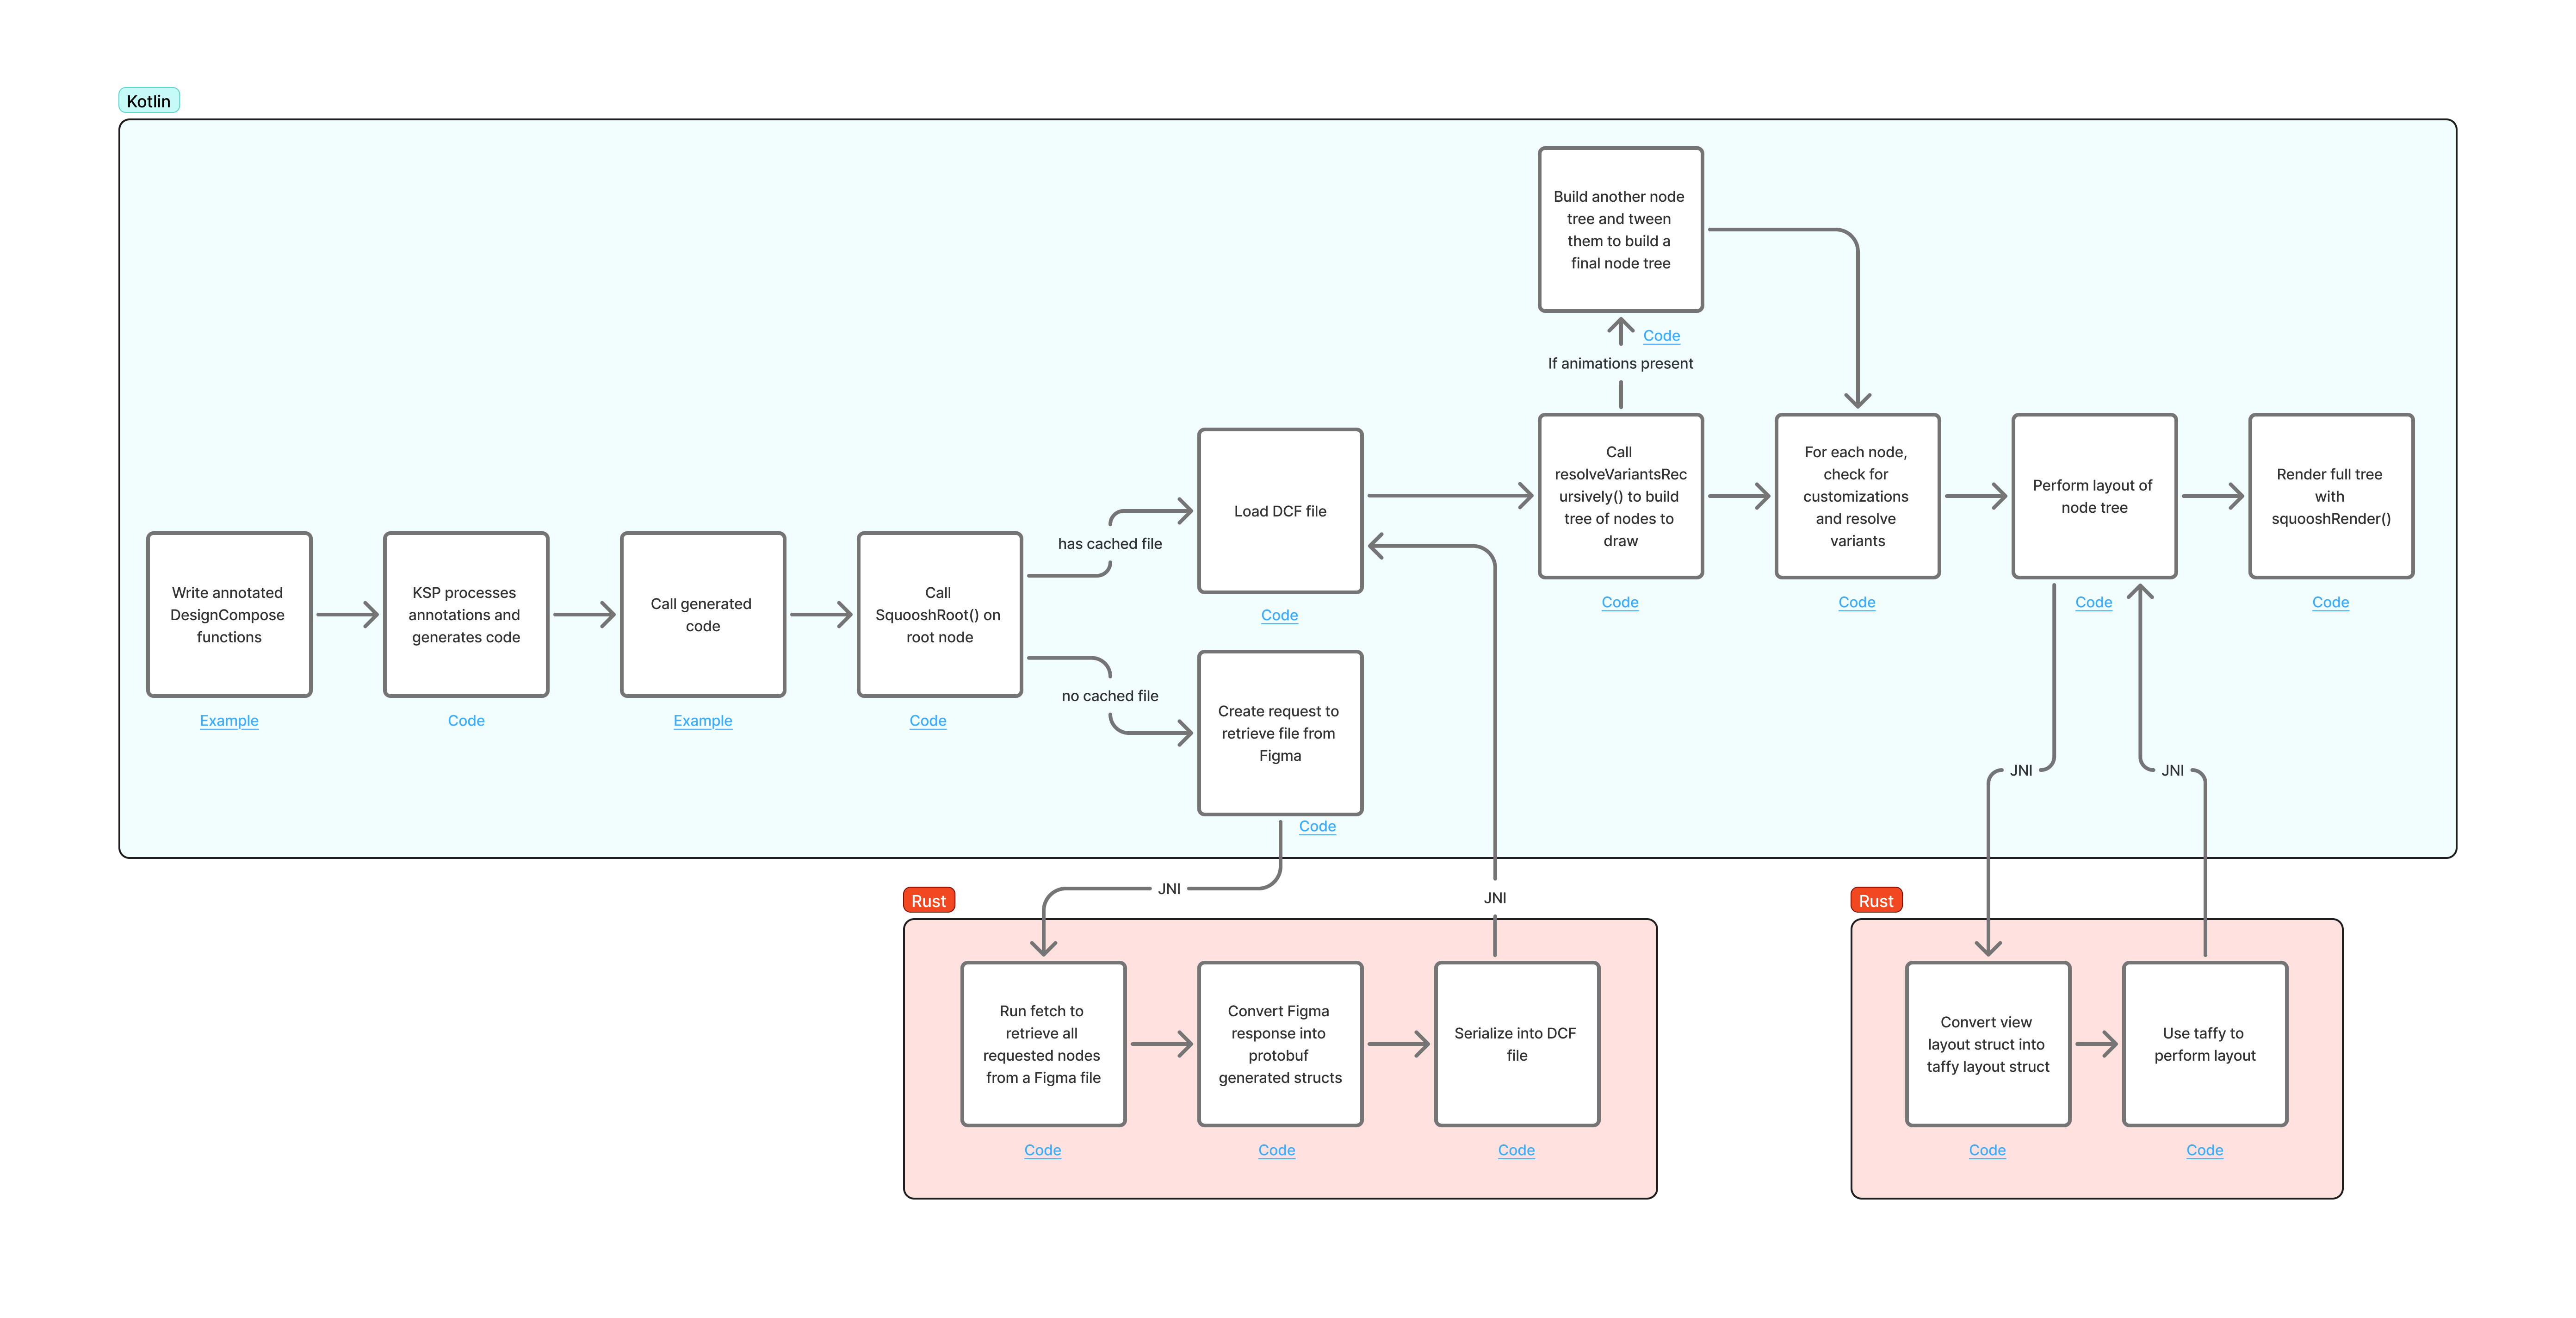 Kotlin
Build another node
tree and tween
them to build a
final node tree
Code
If animations present
Write annotated
DesignCompose
functions
Example
KSP processes
annotations and
generates code
Code
Call generated
code
Example
Call
SquooshRoot() on
root node
Code
has cached file
no cached file
Load DCF file
Code
Create request to
retrieve file from
Figma
Code
Call
resolveVariantsRec
ursively() to build
tree of nodes to
draw
Code
For each node,
check for
customizations
and resolve
variants
Code
Perform layout of
node tree
Code
Render full tree
with
squooshRender()
Code
JNI
JNI
JNI
JNI
Rust
Run fetch to
retrieve all
requested nodes
from a Figma file
Code
Convert Figma
response into
protobuf
generated structs
Code
Serialize into DCF
file
Code
Rust
Convert view
layout struct into
taffy layout struct
Code
Use taffy to
perform layout
Code